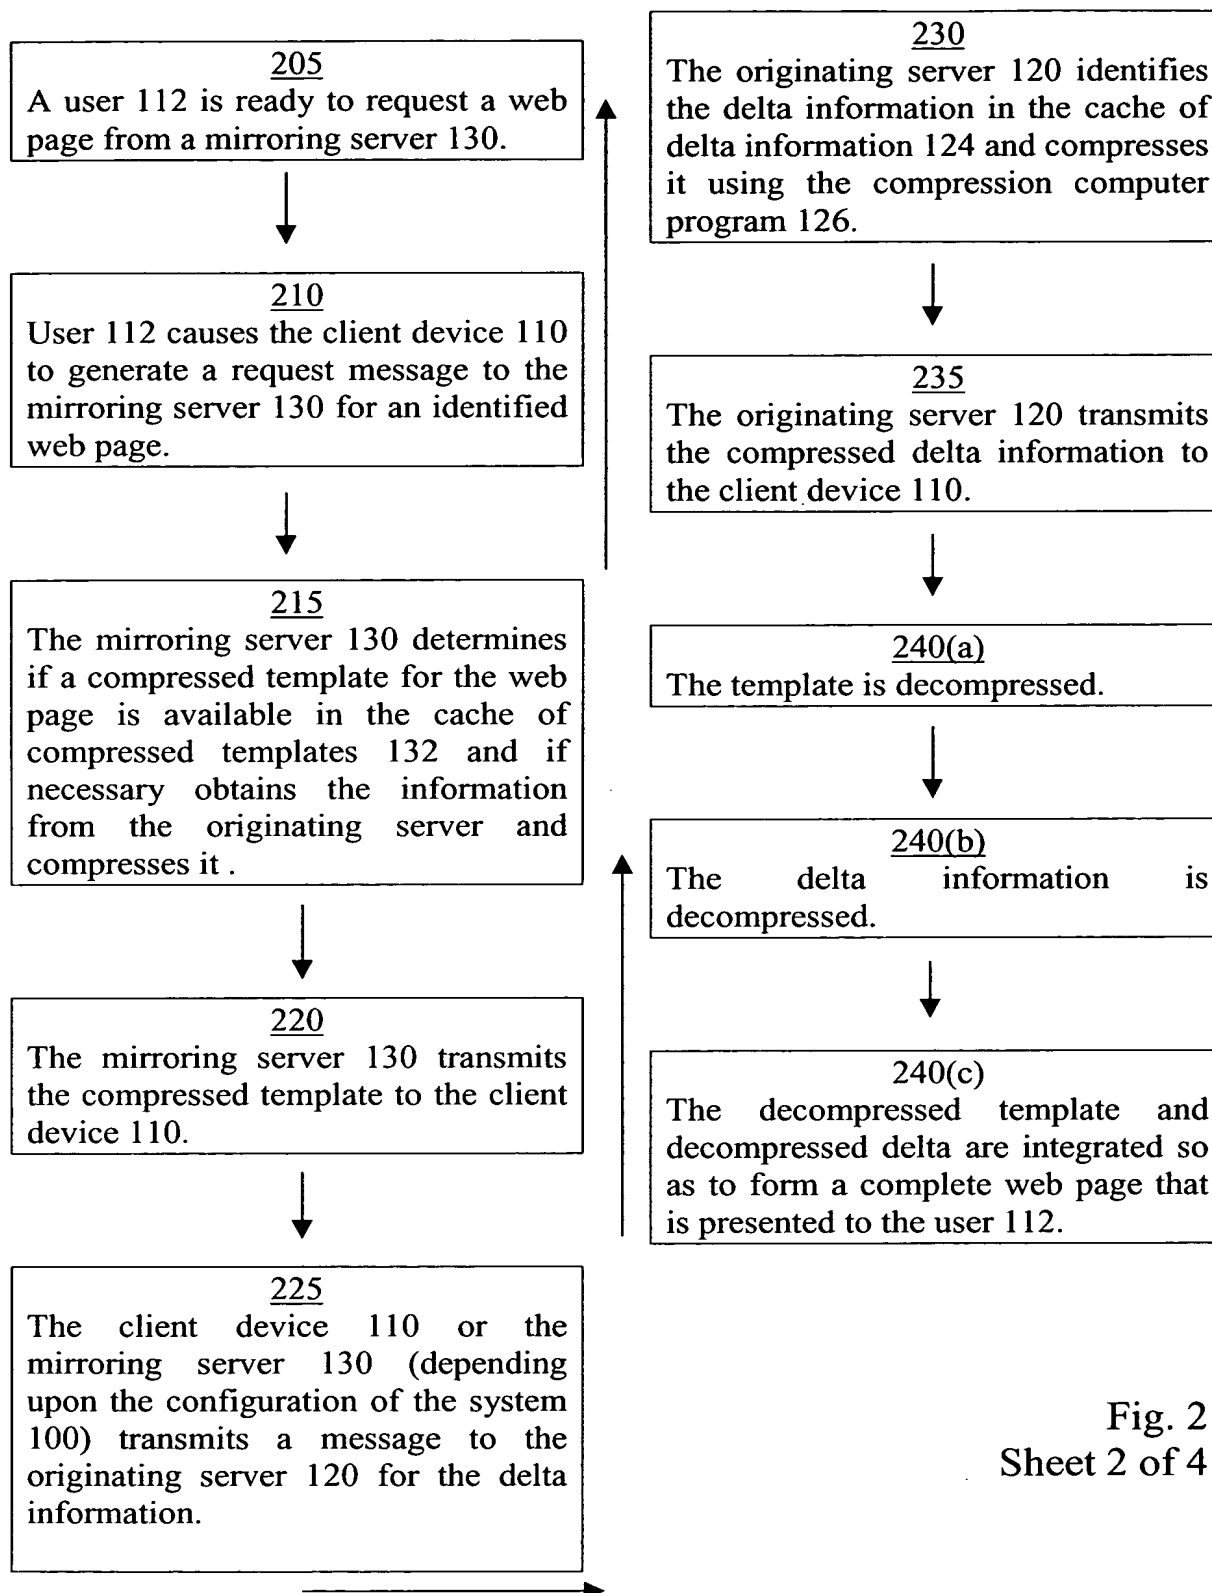 205
A user 112 is ready to request a web
page from a mirroring server 130.
210
User 112 causes the client device 110
to generate a request message to the
mirroring server 130 for an identified
web page.
215
The mirroring server 130 determines
if a compressed template for the web
page is available in the cache of
compressed templates 132 and if
necessary obtains the information
from the originating server and
compresses it .
220
The mirroring server 130 transmits
the compressed template to the client
device 110.
225
The client device 110 or the
mirroring server 130 (depending
upon the configuration of the system
100) transmits a message to the
originating server 120 for the delta
information.
230
The originating server 120 identifies
the delta information in the cache of
delta information 124 and compresses
it using the compression computer
program 126.
235
The originating server 120 transmits
the compressed delta information to
the client device 110.
240(a)
The template is decompressed.
240(b)
The delta information is
decompressed.
240(c)
The decompressed template and
decompressed delta are integrated so
as to form a complete web page that
is presented to the user 112.
Fig. 2
Sheet 2 of 4